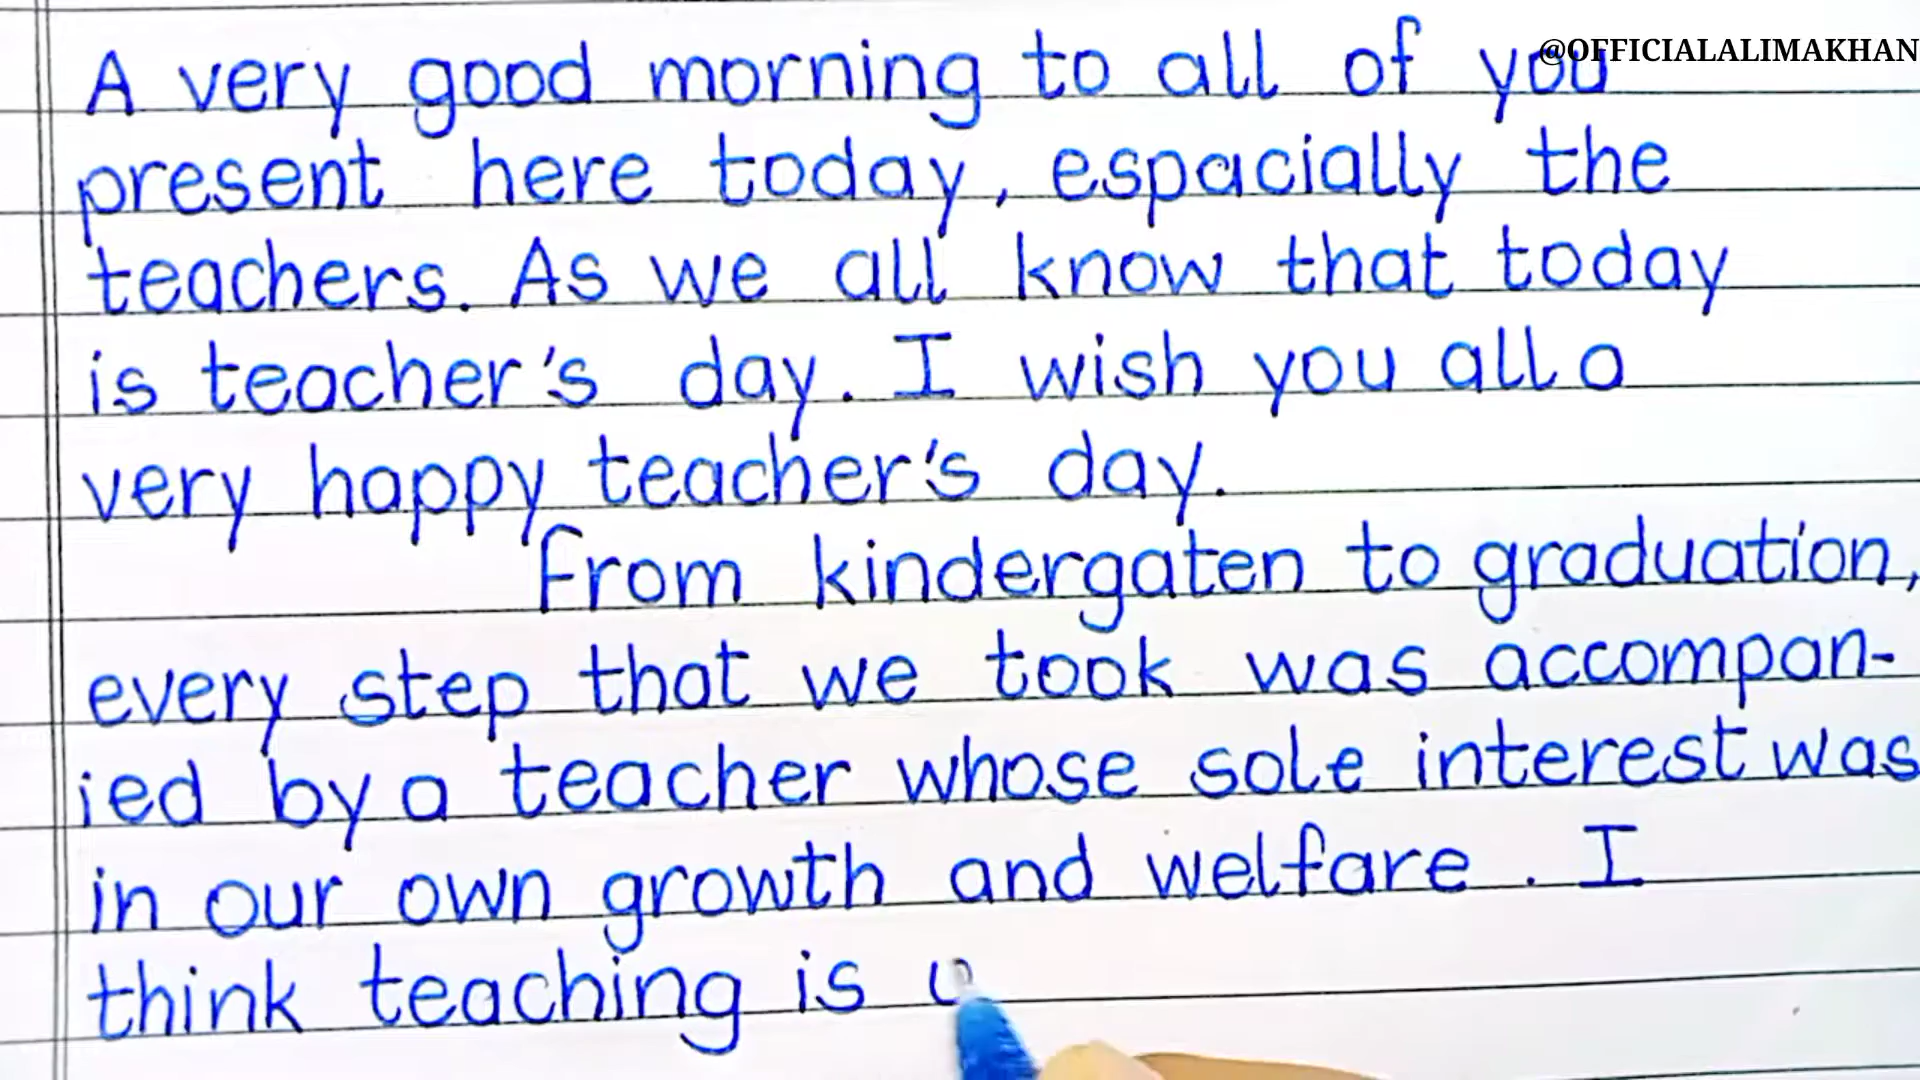 @OFFICIALALIMAKHAN
A very good morning to all of you
present here today, espacially the
teachers. As we all know that today
is teacher's day. I wish you all a
very happy teacher's day.
From kindergaten to graduation,
every step that we took was accompan-
ied by a teacher whose sole interest was
in our own growth and welfare. I
think teaching is